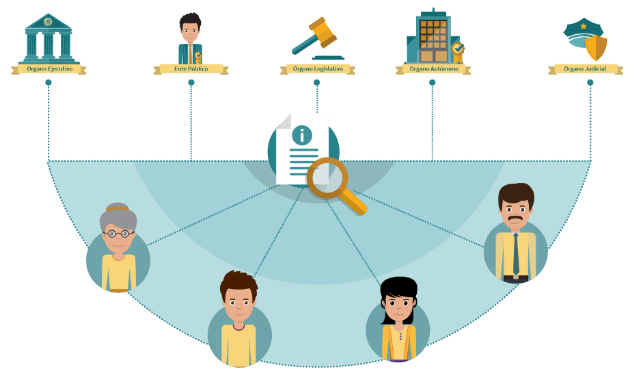 Órgano Ejecutivo
Ente Público
Órgano Legislativo
Órgano Autónomo
Órgano Judicial
i